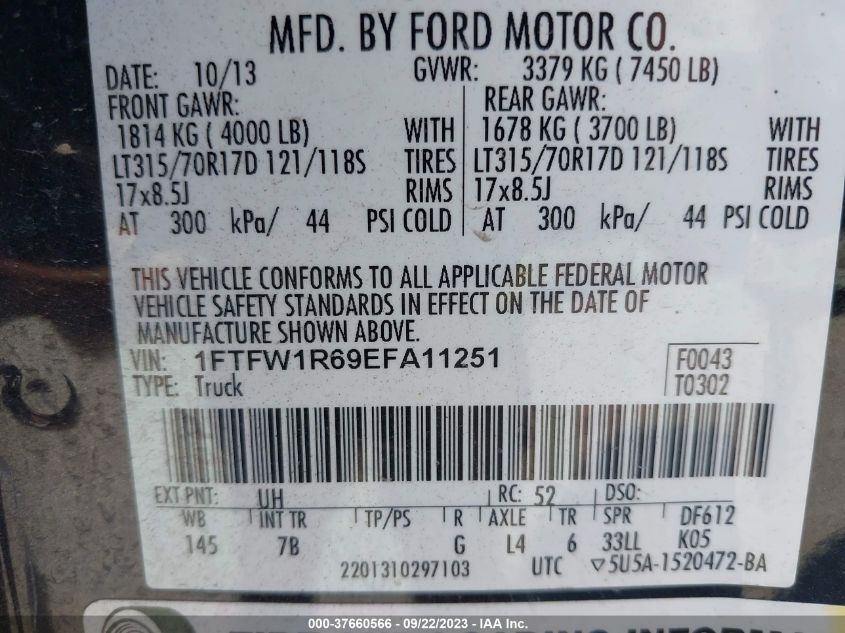 MFD. BY FORD MOTOR CO.
DATE: 10/13 GVWR: 3379 KG ( 7450 LB)
FRONT GAWR: REAR GAWR:
1814 KG ( 4000 LB) WITH 1678 KG ( 3700 LB) WITH
LT315/70R17D 121/118S TIRES LT315/70R17D 121/118S TIRES
17x8.5J RIMS 17x8.5J RIMS
AT 300 kPa/ 44 PSI COLD AT 300 kPa/ 44 PSI COLD
THIS VEHICLE CONFORMS TO ALL APPLICABLE FEDERAL MOTOR
VEHICLE SAFETY STANDARDS IN EFFECT ON THE DATE OF
MANUFACTURE SHOWN ABOVE.
VIN: 1FTFW1R69EFA11251 F0043
TYPE: Truck T0302
EXT PNT: UH RC: 52 DSO:
WB INT TR TP/PS R AXLE TR SPR DF612
145 7B G L4 6 33LL K05
2201310297103 UTC ▽5U5A-1520472-BA
000-37660566 - 09/22/2023 - IAAI.COM